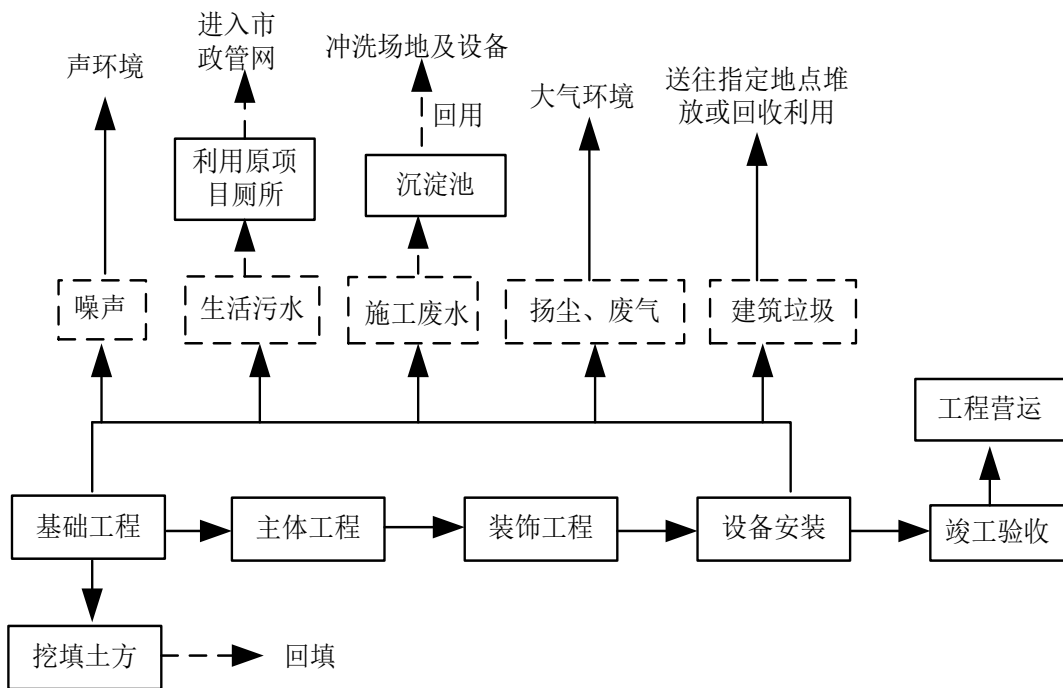 进入市
政管网
冲洗场地及设备
声环境
大气环境
送往指定地点堆
放或回收利用
回用
利用原项
目厕所
沉淀池
噪声
生活污水
施工废水
扬尘、废气
建筑垃圾
工程营运
基础工程
主体工程
装饰工程
设备安装
竣工验收
挖填土方
回填